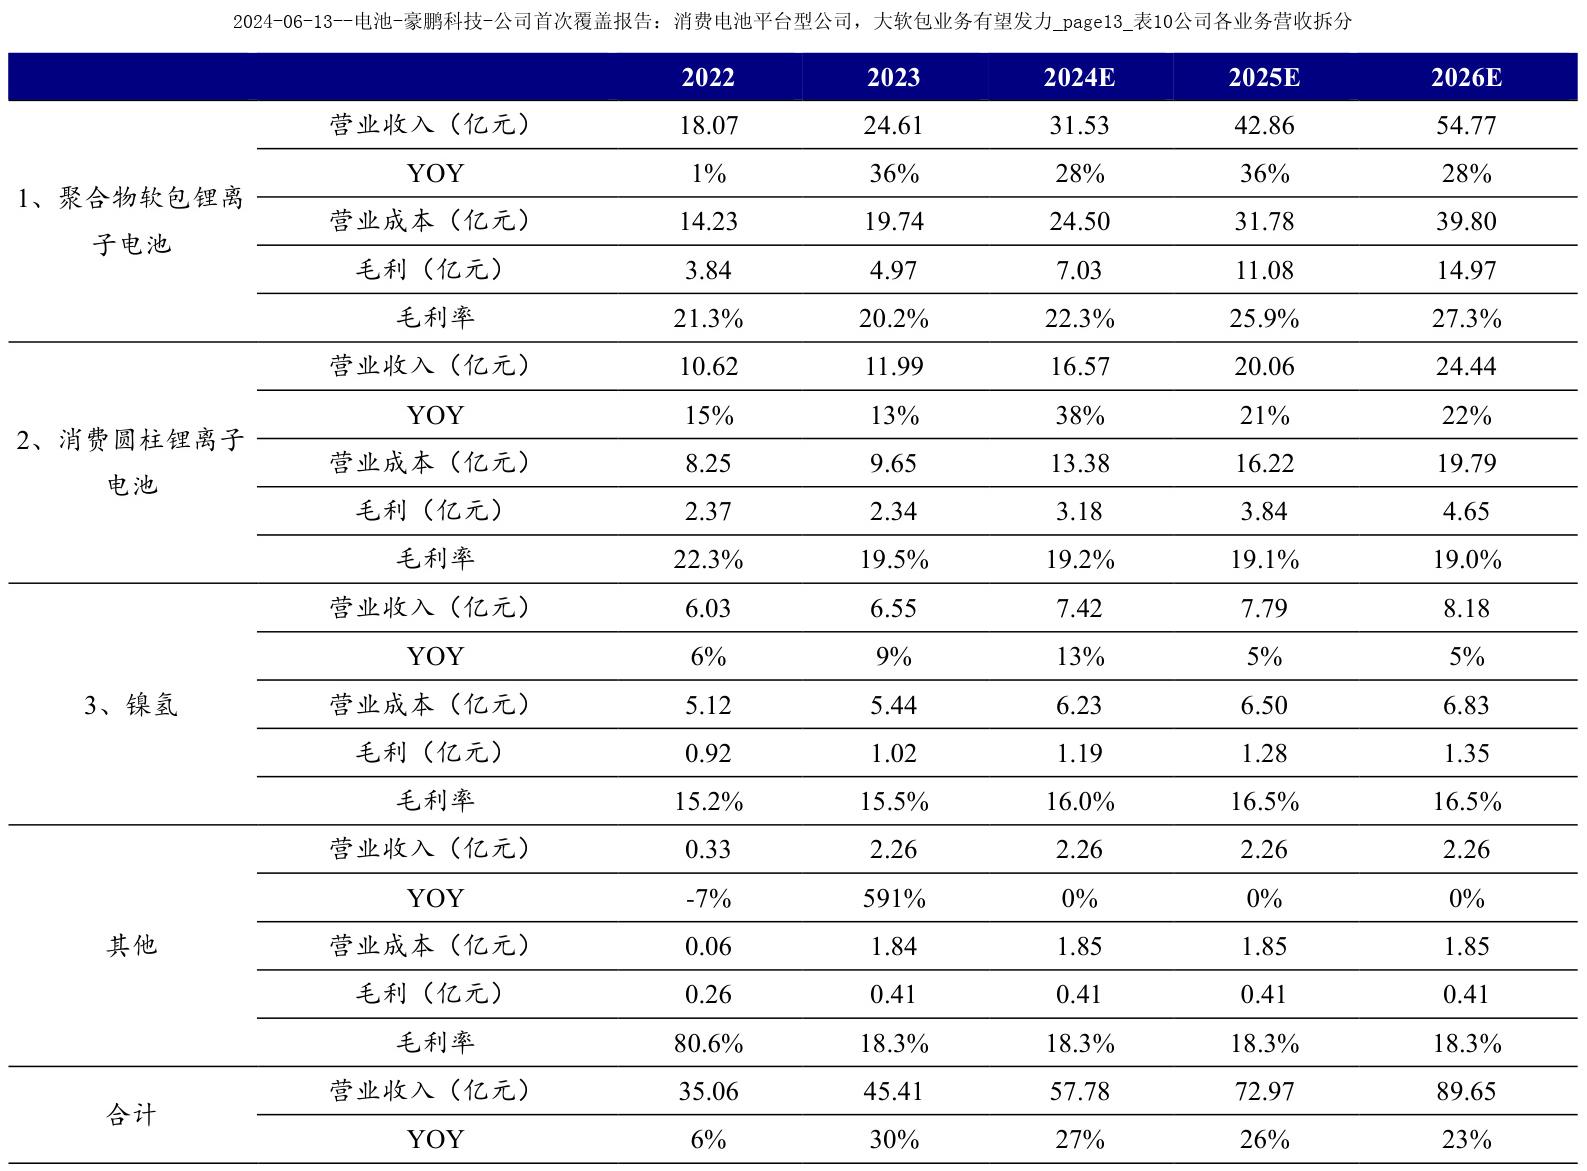 2024-06-13--电池-豪鹏科技-公司首次覆盖报告：消费电池平台型公司，大软包业务有望发力_page13_表10公司各业务营收拆分
2022 2023 2024E 2025E 2026E
1、聚合物软包锂离
子电池
营业收入（亿元） 18.07 24.61 31.53 42.86 54.77
YOY 1% 36% 28% 36% 28%
营业成本（亿元） 14.23 19.74 24.50 31.78 39.80
毛利（亿元） 3.84 4.97 7.03 11.08 14.97
毛利率 21.3% 20.2% 22.3% 25.9% 27.3%
2、消费圆柱锂离子
电池
营业收入（亿元） 10.62 11.99 16.57 20.06 24.44
YOY 15% 13% 38% 21% 22%
营业成本（亿元） 8.25 9.65 13.38 16.22 19.79
毛利（亿元） 2.37 2.34 3.18 3.84 4.65
毛利率 22.3% 19.5% 19.2% 19.1% 19.0%
3、镍氢
营业收入（亿元） 6.03 6.55 7.42 7.79 8.18
YOY 6% 9% 13% 5% 5%
营业成本（亿元） 5.12 5.44 6.23 6.50 6.83
毛利（亿元） 0.92 1.02 1.19 1.28 1.35
毛利率 15.2% 15.5% 16.0% 16.5% 16.5%
其他
营业收入（亿元） 0.33 2.26 2.26 2.26 2.26
YOY -7% 591% 0% 0% 0%
营业成本（亿元） 0.06 1.84 1.85 1.85 1.85
毛利（亿元） 0.26 0.41 0.41 0.41 0.41
毛利率 80.6% 18.3% 18.3% 18.3% 18.3%
合计
营业收入（亿元） 35.06 45.41 57.78 72.97 89.65
YOY 6% 30% 27% 26% 23%